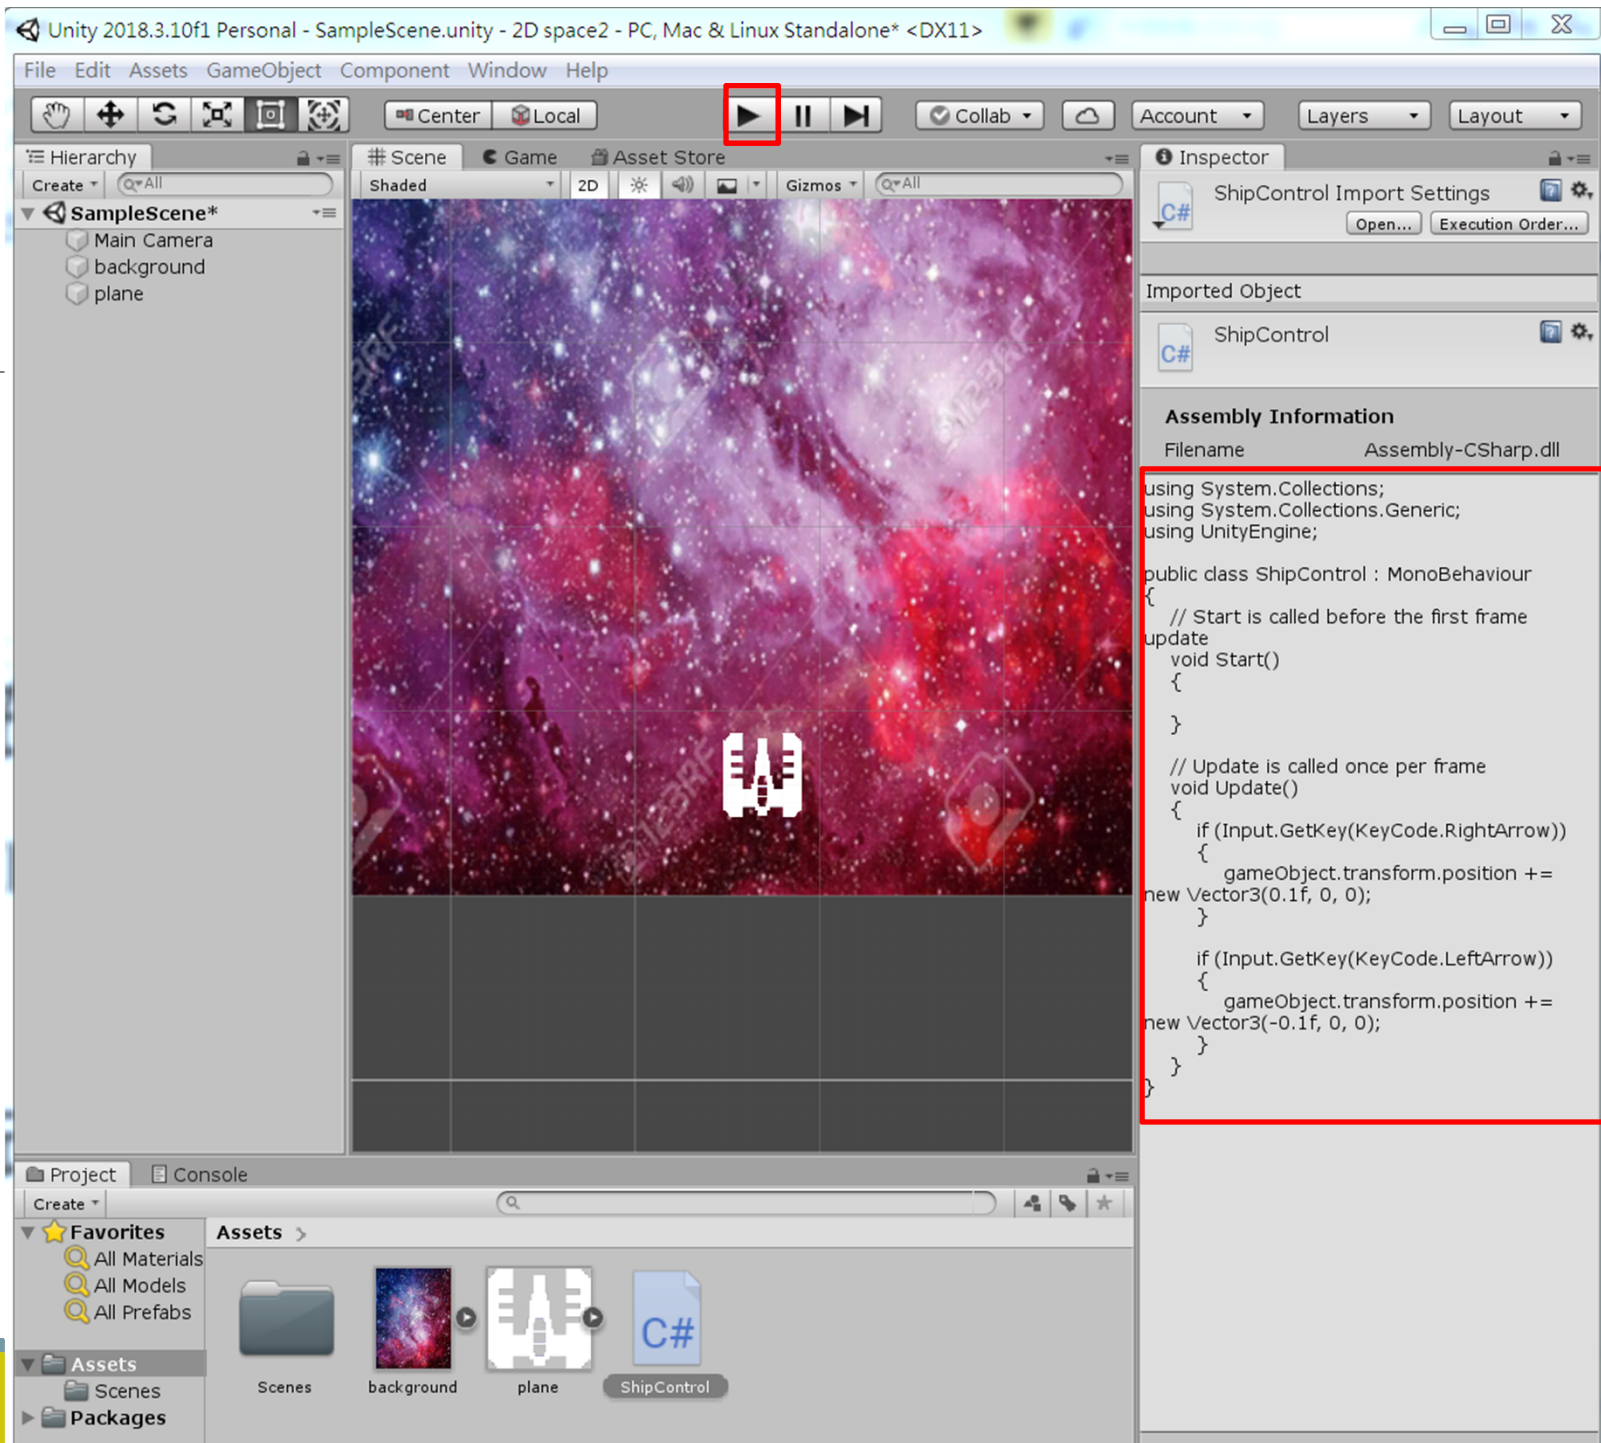 Unity 2018.3.10f1 Personal - SampleScene.unity - 2D space2 - PC, Mac & Linux Standalone* <DX11>
File Edit Assets GameObject Component Window Help
Center Local Collab Account Layers Layout
Hierarchy
Create All
SampleScene*
Main Camera
background
plane
Scene Game Asset Store
Shaded 2D Gizmos All
123RF
123RF
123RF
Inspector
ShipControl Import Settings
C#
Open... Execution Order...
Imported Object
ShipControl
C#
Assembly Information
Filename Assembly-CSharp.dll
using System.Collections;
using System.Collections.Generic;
using UnityEngine;
public class ShipControl : MonoBehaviour
{
// Start is called before the first frame
update
void Start()
{
}
// Update is called once per frame
void Update()
{
if (Input.GetKey(KeyCode.RightArrow))
{
gameObject.transform.position +=
new Vector3(0.1f, 0, 0);
}
if (Input.GetKey(KeyCode.LeftArrow))
{
gameObject.transform.position +=
new Vector3(-0.1f, 0, 0);
}
}
}
Project Console
Create
Favorites
All Materials
All Models
All Prefabs
Assets
Scenes
Packages
Assets
C#
Scenes background plane ShipControl